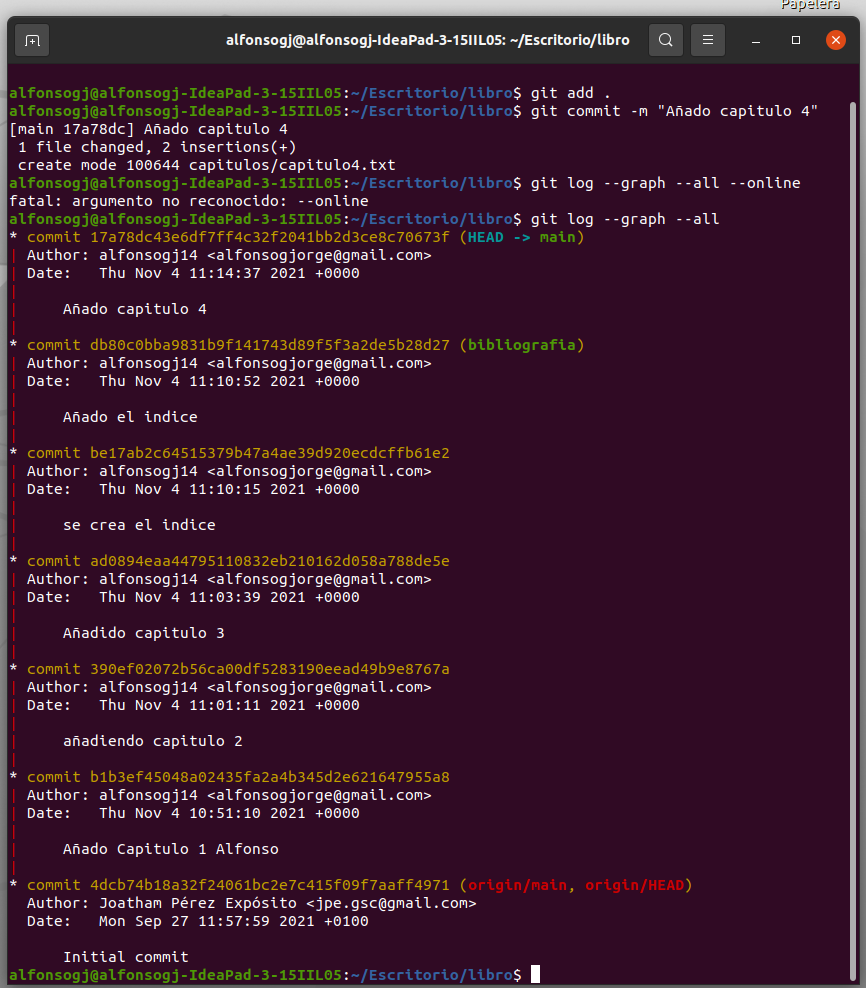 Papelera
alfonsogj@alfonsogj-IdeaPad-3-15IIL05: ~/Escritorio/libro
alfonsogj@alfonsogj-IdeaPad-3-15IIL05:~/Escritorio/libro$ git add .
alfonsogj@alfonsogj-IdeaPad-3-15IIL05:~/Escritorio/libro$ git commit -m "Añado capitulo 4"
[main 17a78dc] Añado capitulo 4
 1 file changed, 2 insertions(+)
 create mode 100644 capitulos/capitulo4.txt
alfonsogj@alfonsogj-IdeaPad-3-15IIL05:~/Escritorio/libro$ git log --graph --all --online
fatal: argumento no reconocido: --online
alfonsogj@alfonsogj-IdeaPad-3-15IIL05:~/Escritorio/libro$ git log --graph --all
* commit 17a78dc43e6df7ff4c32f2041bb2d3ce8c70673f (HEAD -> main)
| Author: alfonsogj14 <alfonsogjorge@gmail.com>
| Date:   Thu Nov 4 11:14:37 2021 +0000
|
|     Añado capitulo 4
|
* commit db80c0bba9831b9f141743d89f5f3a2de5b28d27 (bibliografia)
| Author: alfonsogj14 <alfonsogjorge@gmail.com>
| Date:   Thu Nov 4 11:10:52 2021 +0000
|
|     Añado el indice
|
* commit be17ab2c64515379b47a4ae39d920ecdcffb61e2
| Author: alfonsogj14 <alfonsogjorge@gmail.com>
| Date:   Thu Nov 4 11:10:15 2021 +0000
|
|     se crea el indice
|
* commit ad0894eaa44795110832eb210162d058a788de5e
| Author: alfonsogj14 <alfonsogjorge@gmail.com>
| Date:   Thu Nov 4 11:03:39 2021 +0000
|
|     Añadido capitulo 3
|
* commit 390ef02072b56ca00df5283190eead49b9e8767a
| Author: alfonsogj14 <alfonsogjorge@gmail.com>
| Date:   Thu Nov 4 11:01:11 2021 +0000
|
|     añadiendo capitulo 2
|
* commit b1b3ef45048a02435fa2a4b345d2e621647955a8
| Author: alfonsogj14 <alfonsogjorge@gmail.com>
| Date:   Thu Nov 4 10:51:10 2021 +0000
|
|     Añado Capitulo 1 Alfonso
|
* commit 4dcb74b18a32f24061bc2e7c415f09f7aaff4971 (origin/main, origin/HEAD)
  Author: Joatham Pérez Expósito <jpe.gsc@gmail.com>
  Date:   Mon Sep 27 11:57:59 2021 +0100

      Initial commit
alfonsogj@alfonsogj-IdeaPad-3-15IIL05:~/Escritorio/libro$